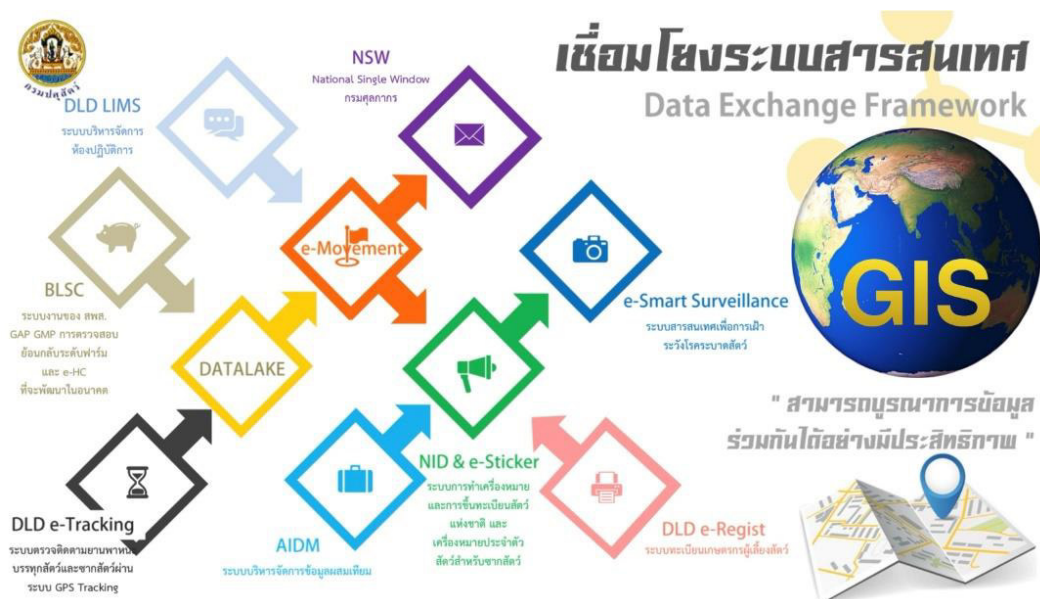 เชื่อมโยงระบบสารสนเทศ
Data Exchange Framework
กรมปศุสัตว์
DLD LIMS
ระบบบริหารจัดการ
ห้องปฏิบัติการ
NSW
National Single Window
กรมศุลกากร
e-Movement
BLSC
ระบบงานของ สพส.
GAP GMP การตรวจสอบ
ย้อนกลับระดับฟาร์ม
และ e-HC
ที่จะพัฒนาในอนาคต
DATALAKE
e-Smart Surveillance
ระบบสารสนเทศเพื่อการเฝ้า
ระวังโรคระบาดสัตว์
GIS
" สามารถบูรณาการข้อมูล
ร่วมกันได้อย่างมีประสิทธิภาพ "
DLD e-Tracking
ระบบตรวจติดตามยานพาหนะ
บรรทุกสัตว์และซากสัตว์ผ่าน
ระบบ GPS Tracking
AIDM
ระบบบริหารจัดการข้อมูลผสมเทียม
NID & e-Sticker
ระบบการทำเครื่องหมาย
และการขึ้นทะเบียนสัตว์
แห่งชาติ และ
เครื่องหมายประจำตัว
สัตว์สำหรับซากสัตว์
DLD e-Regist
ระบบทะเบียนเกษตรกรผู้เลี้ยงสัตว์